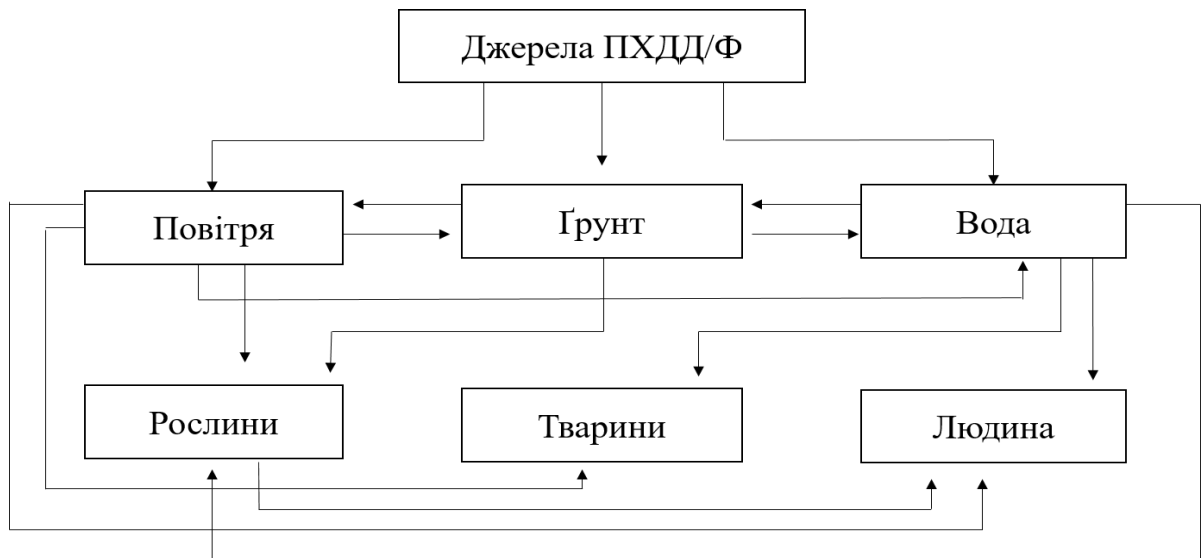 Джерела ПХДД/Ф
Повітря
Ґрунт
Вода
Рослини
Тварини
Людина